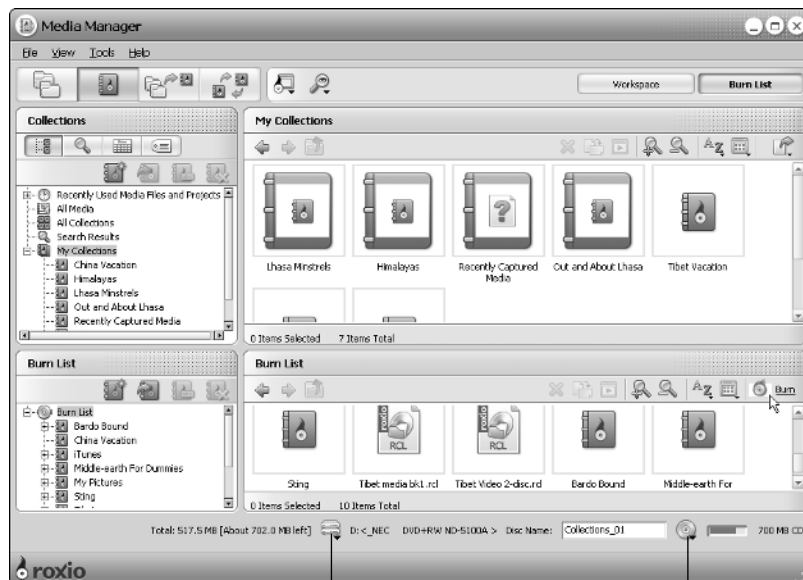 Media Manager
File View Tools Help
Workspace Burn List
Collections
Recently Used Media Files and Projects
All Media
All Collections
Search Results
My Collections
China Vacation
Himalayas
Lhasa Minstrels
Out and About Lhasa
Recently Captured Media
My Collections
Lhasa Minstrels
Himalayas
Recently Captured
Media
Out and About Lhasa
Tibet Vacation
0 Items Selected 7 Items Total
Burn List
Burn List
Bardo Bound
China Vacation
iTunes
Middle-earth For Dummies
My Pictures
Sting
Burn List
Burn
roxio
RCL
roxio
RCL
Sting
Tibet media bk1.rcl
Tibet Video 2-disc.rcl
Bardo Bound
Middle-earth For
0 Items Selected 10 Items Total
Total: 517.5 MB [About 702.0 MB left] D: <_NEC DVD+RW ND-5100A > Disc Name: Collections_01 700 MB CD
roxio